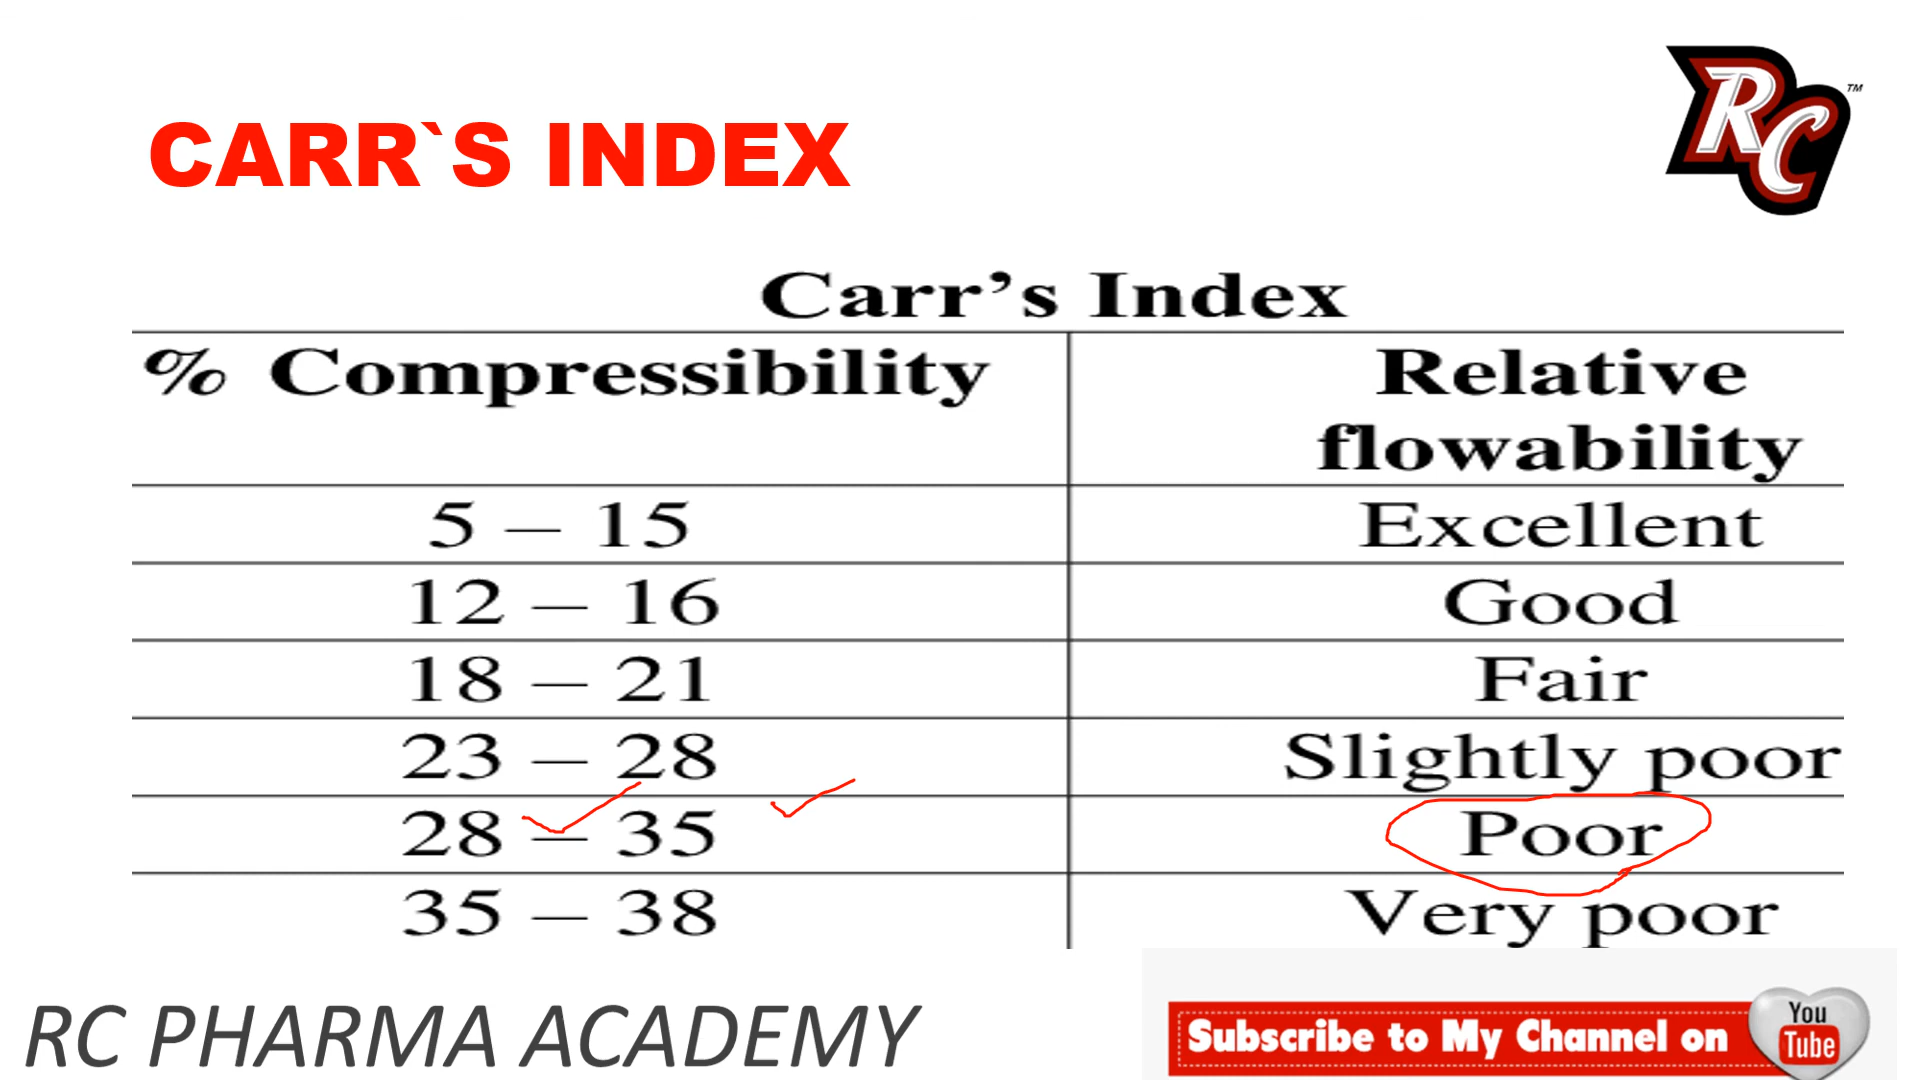 CARR`S INDEX
RC
TM
Carr’s Index
% Compressibility
Relative
flowability
5 – 15 Excellent
12 – 16 Good
18 – 21 Fair
23 – 28 Slightly poor
28 – 35 Poor
35 – 38 Very poor
RC PHARMA ACADEMY
Subscribe to My Channel on
You
Tube